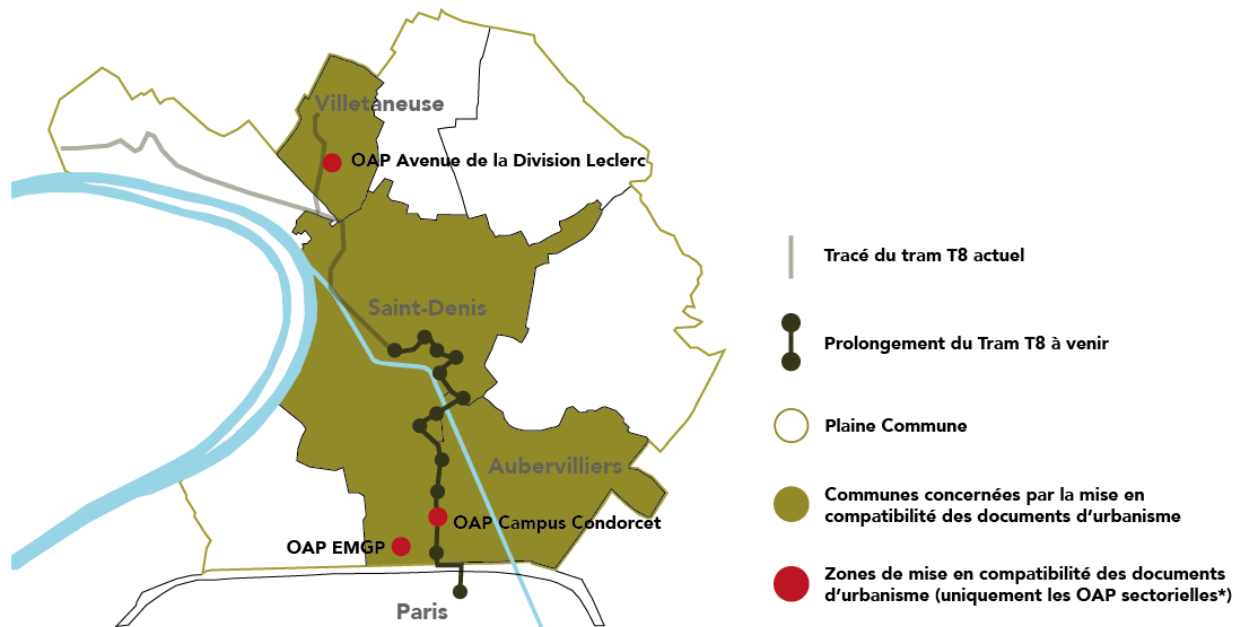 Villetaneuse
OAP Avenue de la Division Leclerc
Saint-Denis
Aubervilliers
OAP Campus Condorcet
OAP EMGP
Paris
Tracé du tram T8 actuel
Prolongement du Tram T8 à venir
Plaine Commune
Communes concernées par la mise en
compatibilité des documents d'urbanisme
Zones de mise en compatibilité des documents
d'urbanisme (uniquement les OAP sectorielles*)